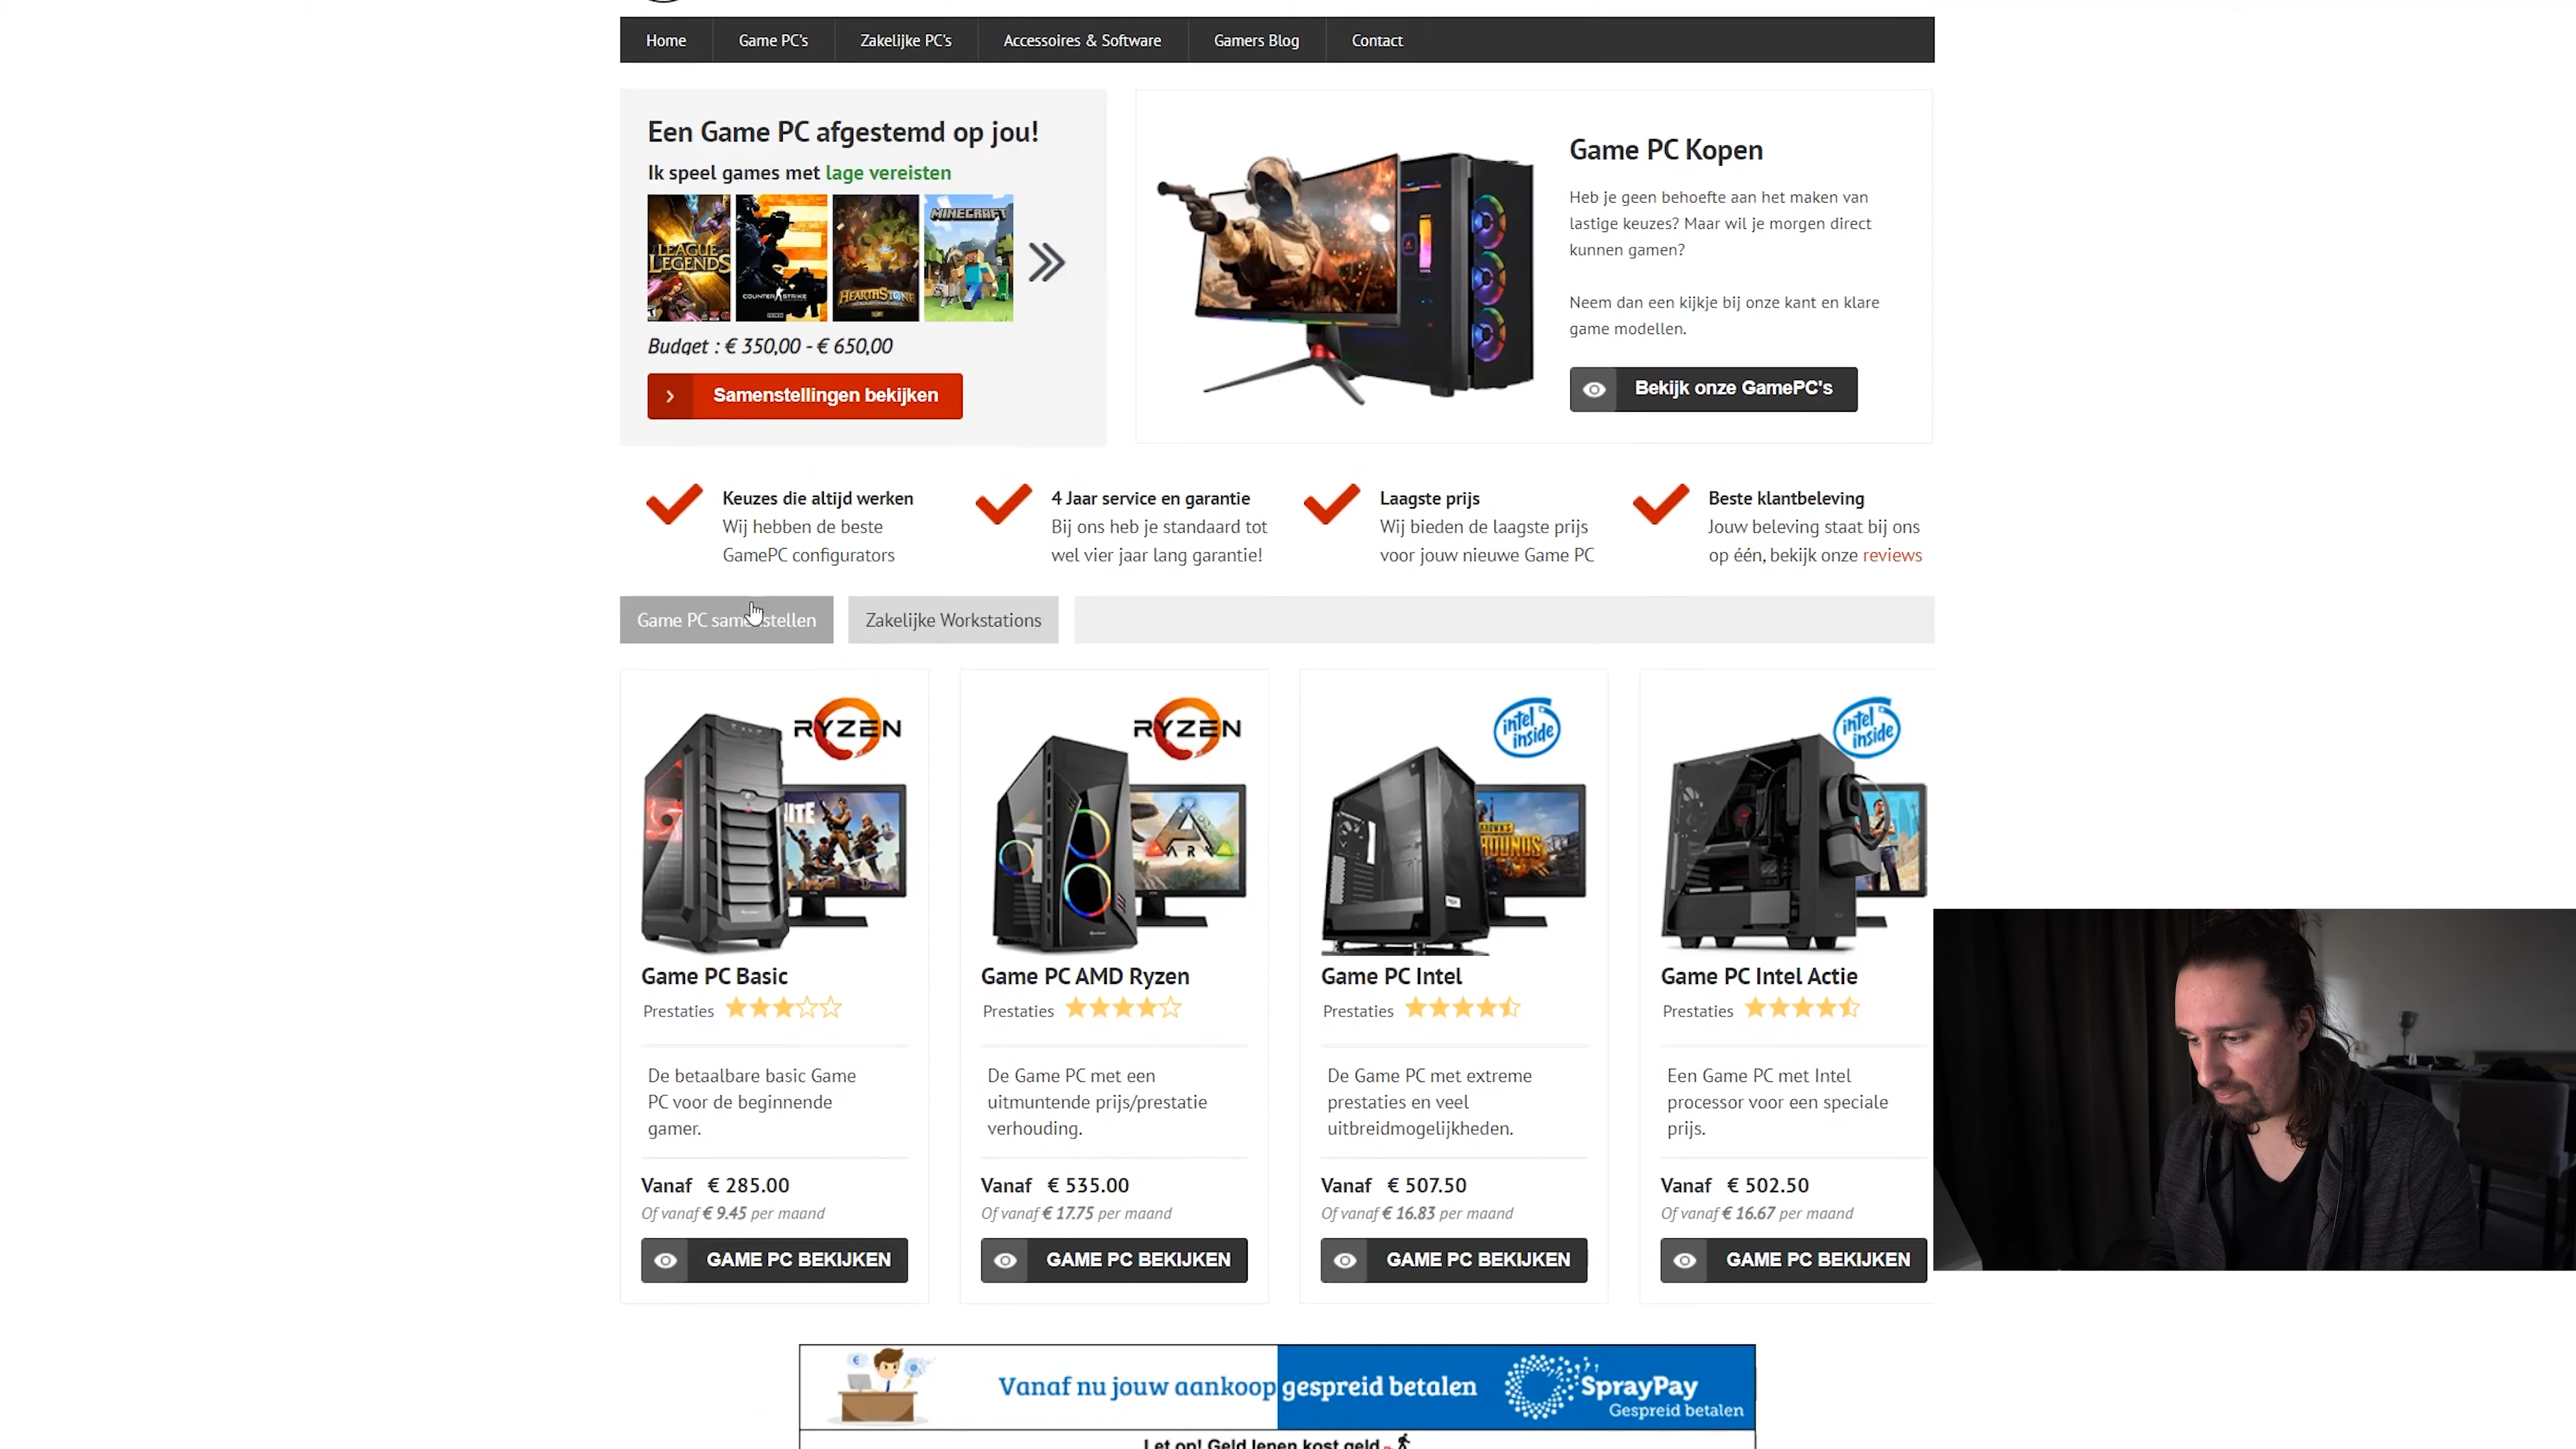 Home Game PC's Zakelijke PC's Accessoires & Software Gamers Blog Contact
Een Game PC afgestemd op jou!
Ik speel games met lage vereisten
LEAGUE LEGENDS
COUNTER STRIKE
HEARTHSTONE
MINECRAFT
Budget : € 350,00 - € 650,00
Samenstellingen bekijken
Game PC Kopen
Heb je geen behoefte aan het maken van
lastige keuzes? Maar wil je morgen direct
kunnen gamen?
Neem dan een kijkje bij onze kant en klare
game modellen.
Bekijk onze GamePC's
Keuzes die altijd werken
Wij hebben de beste
GamePC configurators
4 Jaar service en garantie
Bij ons heb je standaard tot
wel vier jaar lang garantie!
Laagste prijs
Wij bieden de laagste prijs
voor jouw nieuwe Game PC
Beste klantbeleving
Jouw beleving staat bij ons
op één, bekijk onze reviews
Game PC samenstellen
Zakelijke Workstations
RYZEN
Game PC Basic
Prestaties
De betaalbare basic Game
PC voor de beginnende
gamer.
Vanaf € 285.00
Of vanaf € 9.45 per maand
GAME PC BEKIJKEN
RYZEN
ARK
Game PC AMD Ryzen
Prestaties
De Game PC met een
uitmuntende prijs/prestatie
verhouding.
Vanaf € 535.00
Of vanaf € 17.75 per maand
GAME PC BEKIJKEN
intel inside
Game PC Intel
Prestaties
De Game PC met extreme
prestaties en veel
uitbreidmogelijkheden.
Vanaf € 507.50
Of vanaf € 16.83 per maand
GAME PC BEKIJKEN
intel inside
Game PC Intel Actie
Prestaties
Een Game PC met Intel
processor voor een speciale
prijs.
Vanaf € 502.50
Of vanaf € 16.67 per maand
GAME PC BEKIJKEN
Vanaf nu jouw aankoop gespreid betalen
SprayPay
Gespreid betalen
Let op! Geld lenen kost geld